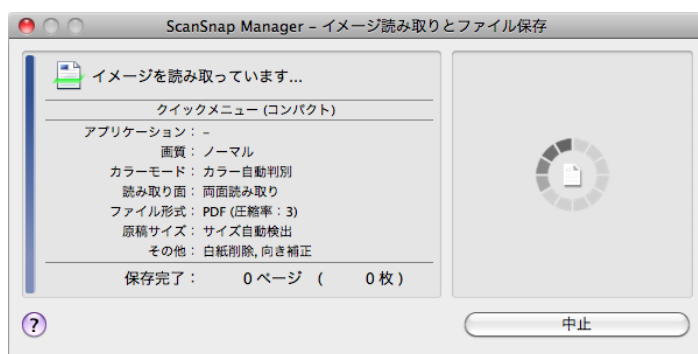 ScanSnap Manager – イメージ読み取りとファイル保存
イメージを読み取っています...
クイックメニュー (コンパクト)
アプリケーション： –
画質： ノーマル
カラーモード： カラー自動判別
読み取り面： 両面読み取り
ファイル形式： PDF (圧縮率：3)
原稿サイズ： サイズ自動検出
その他： 白紙削除, 向き補正
保存完了： 0 ページ ( 0 枚 )
?
中止